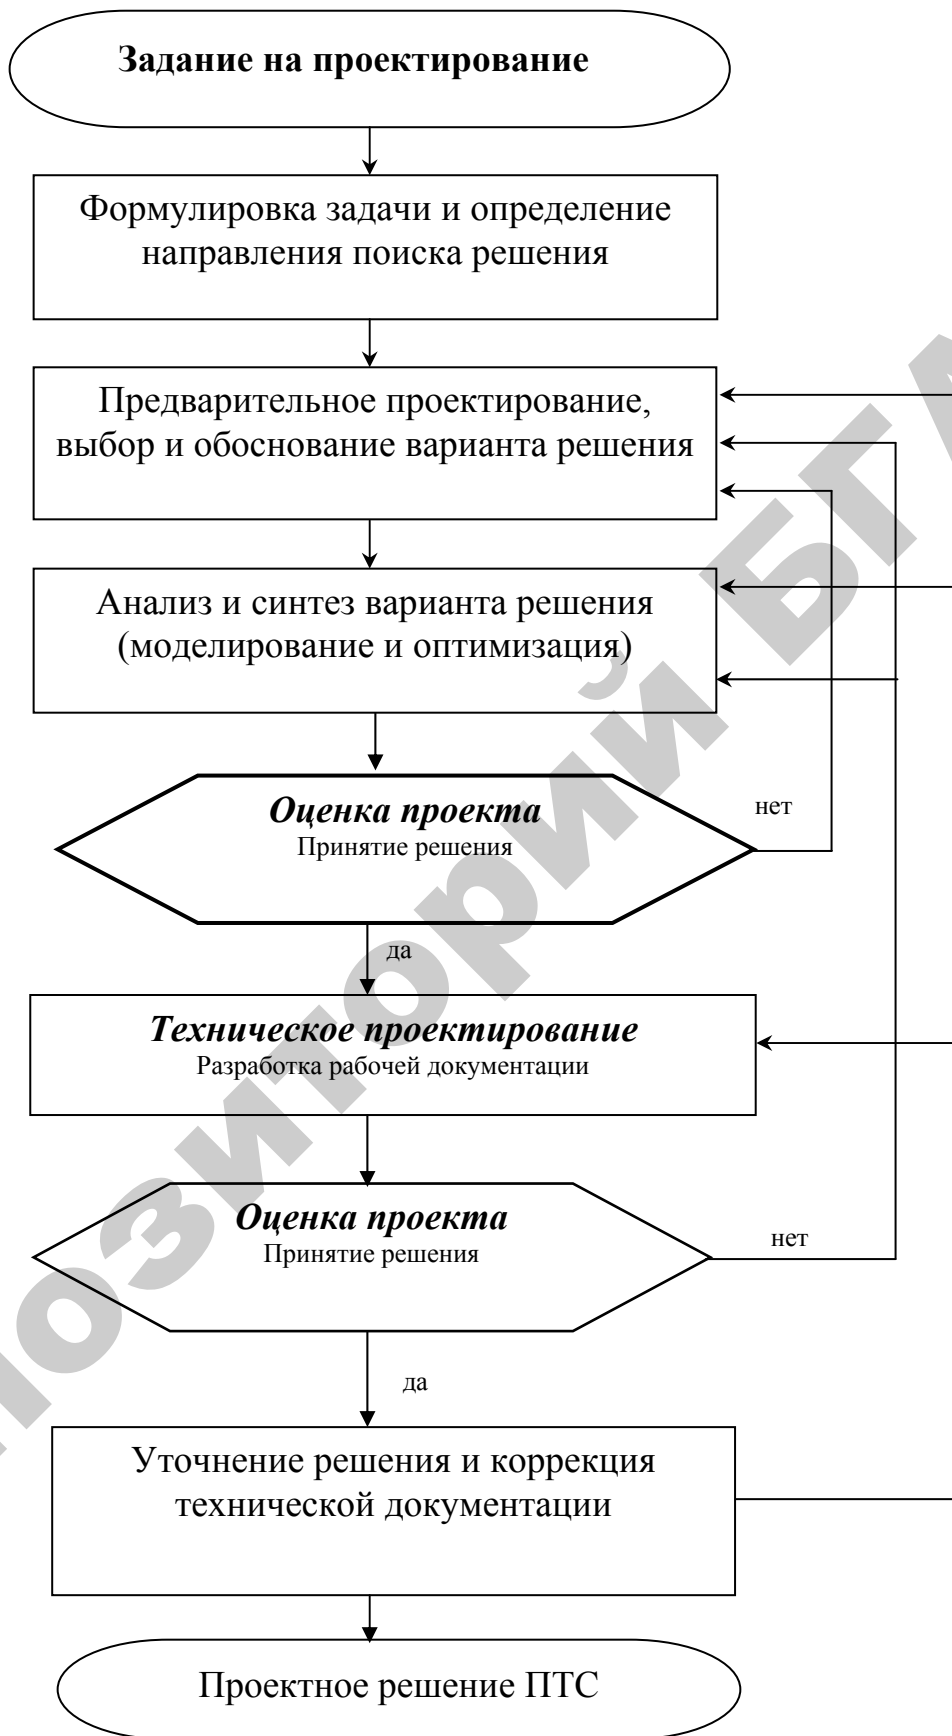 Задание на проектирование
Формулировка задачи и определение
направления поиска решения
Предварительное проектирование,
выбор и обоснование варианта решения
Анализ и синтез варианта решения
(моделирование и оптимизация)
Оценка проекта
Принятие решения
нет
да
Техническое проектирование
Разработка рабочей документации
Оценка проекта
Принятие решения
нет
да
Уточнение решения и коррекция
технической документации
Проектное решение ПТС
позиторий БГА